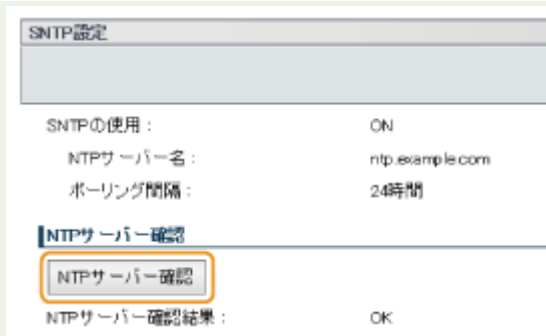 SNTP設定
SNTPの使用： ON
NTPサーバー名： ntp.example.com
ポーリング間隔： 24時間
NTPサーバー確認
NTPサーバー確認
NTPサーバー確認結果： OK